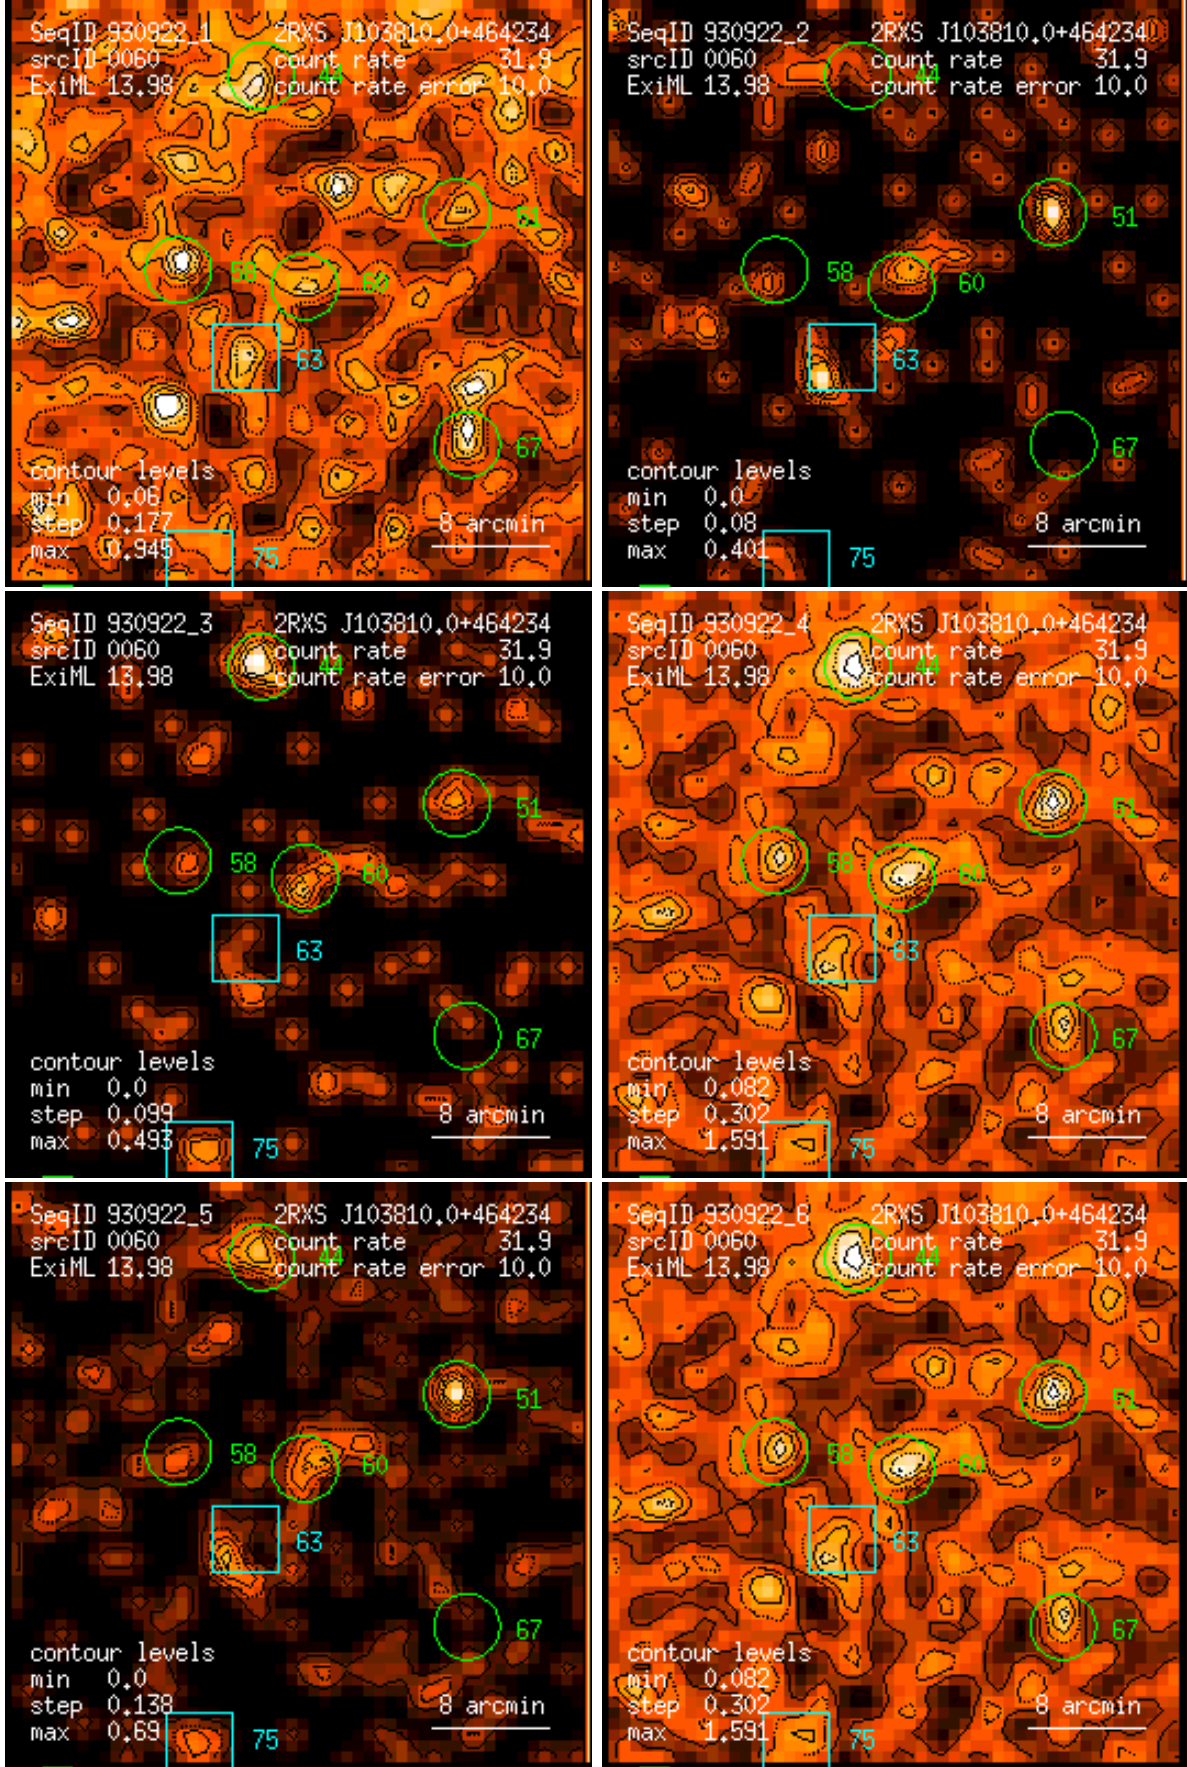 SeqID 930922_1 2RXS J103810.0+464234
srcID 0060 count rate 31.9
ExiML 13.98 count rate error 10.0
44
51
58
60
63
67
contour levels
min 0.06
step 0.177
max 0.945
8 arcmin
75
SeqID 930922_2 2RXS J103810.0+464234
srcID 0060 count rate 31.9
ExiML 13.98 count rate error 10.0
44
51
58
60
63
67
contour levels
min 0.0
step 0.08
max 0.401
8 arcmin
75
SeqID 930922_3 2RXS J103810.0+464234
srcID 0060 count rate 31.9
ExiML 13.98 count rate error 10.0
44
51
58
60
63
67
contour levels
min 0.0
step 0.099
max 0.493
8 arcmin
75
SeqID 930922_4 2RXS J103810.0+464234
srcID 0060 count rate 31.9
ExiML 13.98 count rate error 10.0
44
51
58
60
63
67
contour levels
min 0.082
step 0.302
max 1.591
8 arcmin
75
SeqID 930922_5 2RXS J103810.0+464234
srcID 0060 count rate 31.9
ExiML 13.98 count rate error 10.0
44
51
58
60
63
67
contour levels
min 0.0
step 0.138
max 0.69
8 arcmin
75
SeqID 930922_6 2RXS J103810.0+464234
srcID 0060 count rate 31.9
ExiML 13.98 count rate error 10.0
44
51
58
60
63
67
contour levels
min 0.082
step 0.302
max 1.591
8 arcmin
75